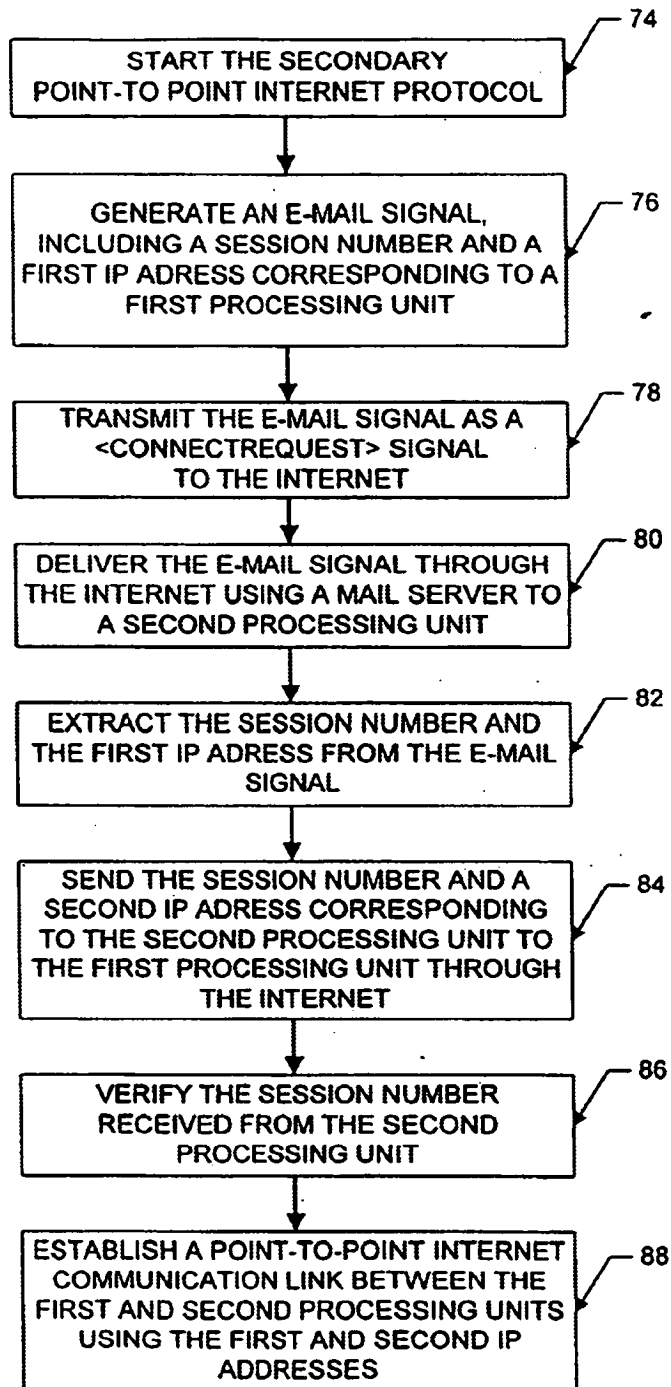 74
START THE SECONDARY
POINT-TO POINT INTERNET PROTOCOL
76
GENERATE AN E-MAIL SIGNAL,
INCLUDING A SESSION NUMBER AND A
FIRST IP ADRESS CORRESPONDING TO A
FIRST PROCESSING UNIT
78
TRANSMIT THE E-MAIL SIGNAL AS A
<CONNECTREQUEST> SIGNAL
TO THE INTERNET
80
DELIVER THE E-MAIL SIGNAL THROUGH
THE INTERNET USING A MAIL SERVER TO
A SECOND PROCESSING UNIT
82
EXTRACT THE SESSION NUMBER AND
THE FIRST IP ADRESS FROM THE E-MAIL
SIGNAL
84
SEND THE SESSION NUMBER AND A
SECOND IP ADRESS CORRESPONDING
TO THE SECOND PROCESSING UNIT TO
THE FIRST PROCESSING UNIT THROUGH
THE INTERNET
86
VERIFY THE SESSION NUMBER
RECEIVED FROM THE SECOND
PROCESSING UNIT
88
ESTABLISH A POINT-TO-POINT INTERNET
COMMUNICATION LINK BETWEEN THE
FIRST AND SECOND PROCESSING UNITS
USING THE FIRST AND SECOND IP
ADDRESSES